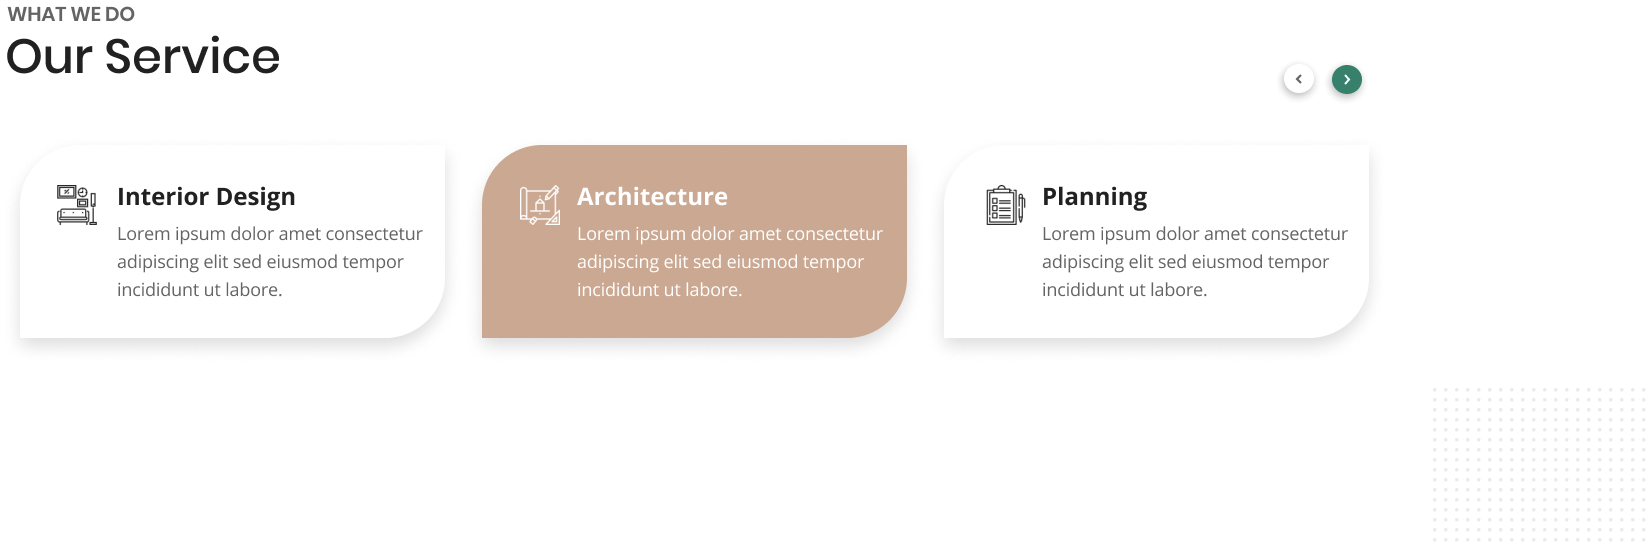 WHAT WE DO
Our Service
Interior Design
Lorem ipsum dolor amet consectetur
adipiscing elit sed eiusmod tempor
incididunt ut labore.
Architecture
Lorem ipsum dolor amet consectetur
adipiscing elit sed eiusmod tempor
incididunt ut labore.
Planning
Lorem ipsum dolor amet consectetur
adipiscing elit sed eiusmod tempor
incididunt ut labore.